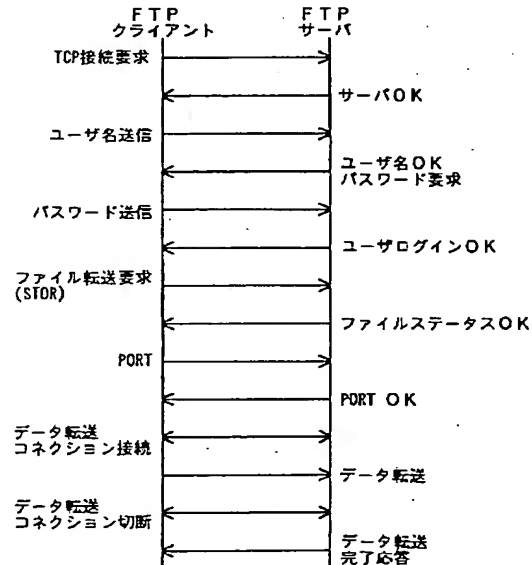 FTP
クライアント
FTP
サーバ
TCP接続要求
サーバOK
ユーザ名送信
ユーザ名OK
パスワード要求
パスワード送信
ユーザログインOK
ファイル転送要求
(STOR)
ファイルステータスOK
PORT
PORT OK
データ転送
コネクション接続
データ転送
データ転送
コネクション切断
データ転送
完了応答